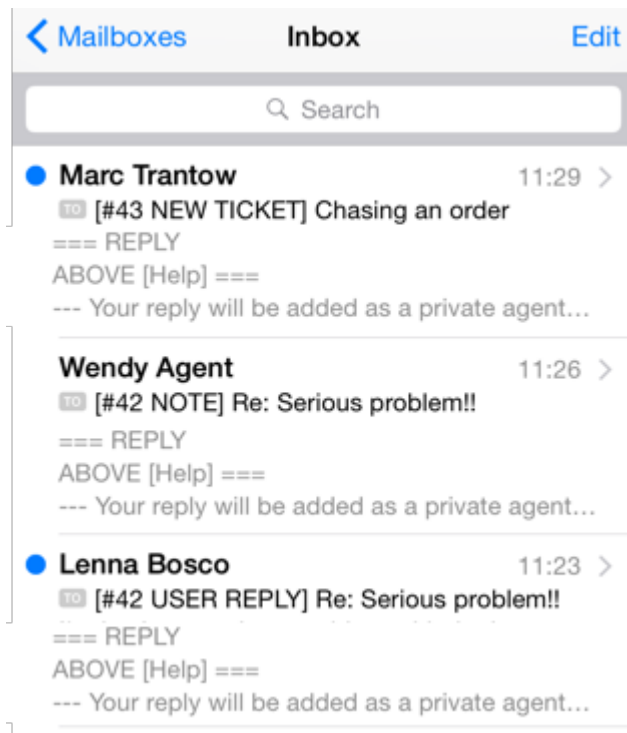 Mailboxes Inbox Edit
Search
Marc Trantow 11:29
TO [#43 NEW TICKET] Chasing an order
=== REPLY
ABOVE [Help] ===
--- Your reply will be added as a private agent...
Wendy Agent 11:26
TO [#42 NOTE] Re: Serious problem!!
=== REPLY
ABOVE [Help] ===
--- Your reply will be added as a private agent...
Lenna Bosco 11:23
TO [#42 USER REPLY] Re: Serious problem!!
=== REPLY
ABOVE [Help] ===
--- Your reply will be added as a private agent...